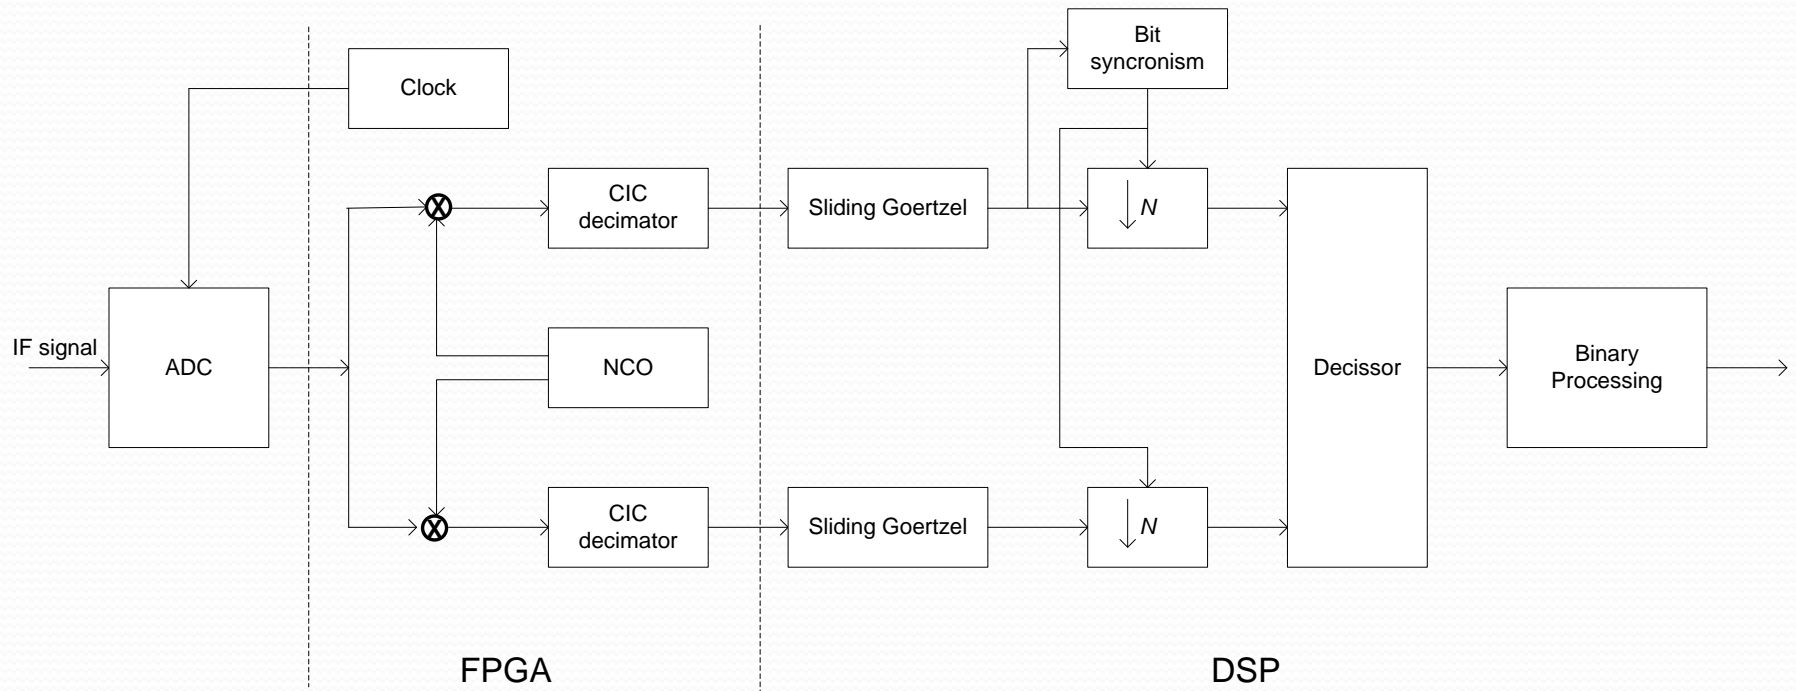 Bit
syncronism
Clock
CIC
decimator
Sliding Goertzel
N
IF signal
ADC
NCO
Decissor
Binary
Processing
CIC
decimator
Sliding Goertzel
N
FPGA
DSP